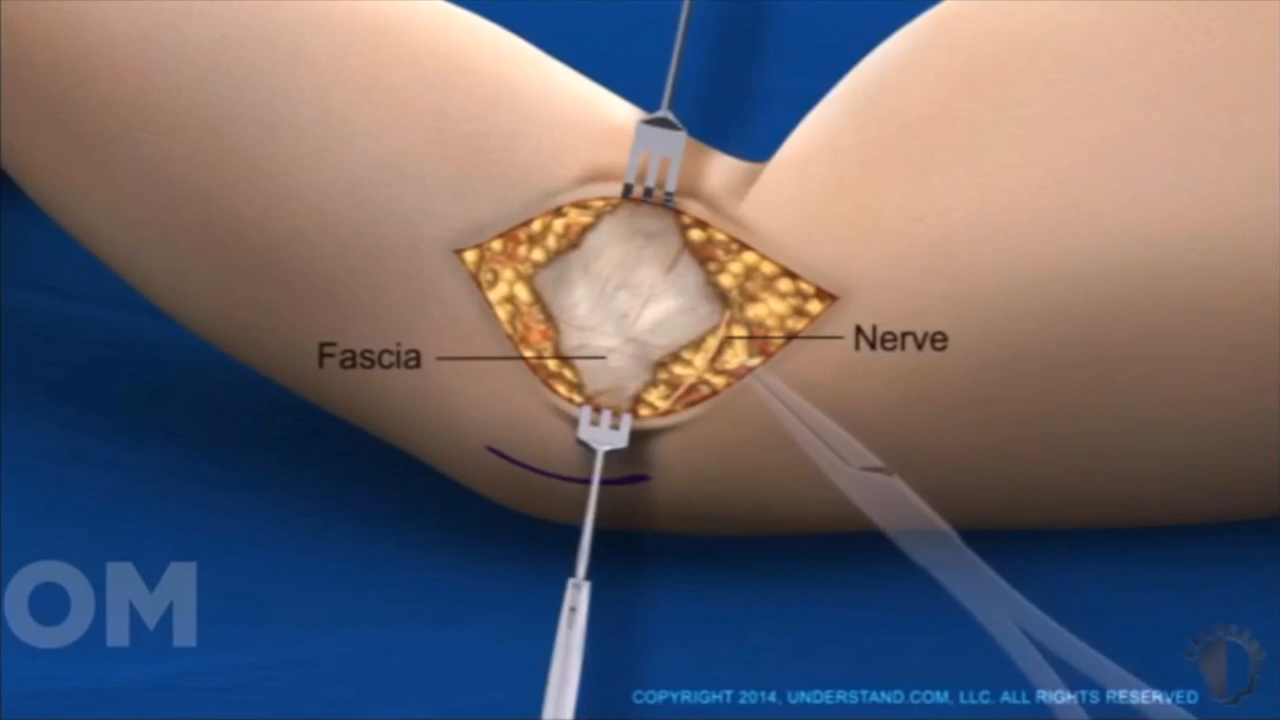 Fascia
Nerve
OM
COPYRIGHT 2014, UNDERSTAND.COM, LLC. ALL RIGHTS RESERVED